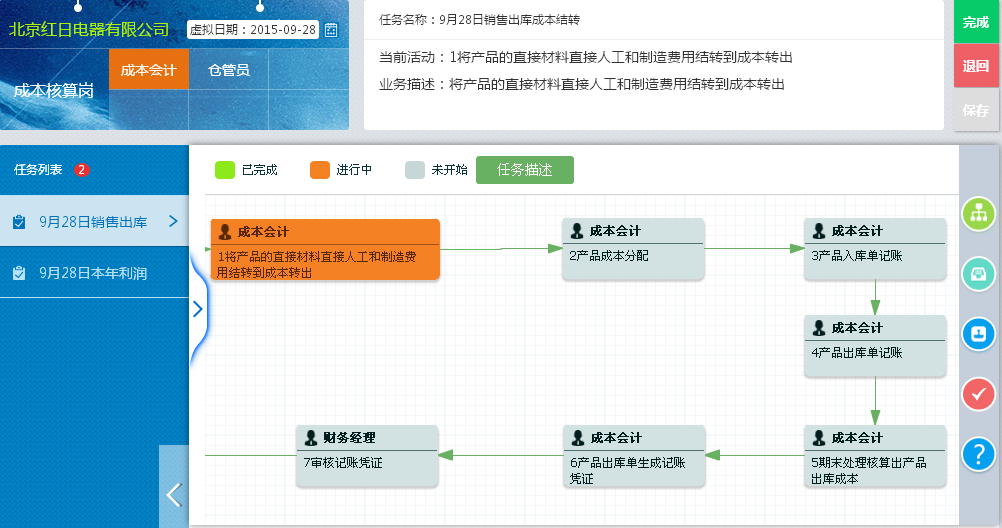 北京红日电器有限公司
虚拟日期：2015-09-28
成本核算岗
成本会计
仓管员
任务名称：9月28日销售出库成本结转
当前活动：1将产品的直接材料直接人工和制造费用结转到成本转出
业务描述：将产品的直接材料直接人工和制造费用结转到成本转出
完成
退回
保存
任务列表 2
9月28日销售出库
9月28日本年利润
已完成
进行中
未开始
任务描述
成本会计
1将产品的直接材料直接人工和制造费
用结转到成本转出
成本会计
2产品成本分配
成本会计
3产品入库单记账
成本会计
4产品出库单记账
成本会计
5期末处理核算出产品
出库成本
成本会计
6产品出库单生成记账
凭证
财务经理
7审核记账凭证
?